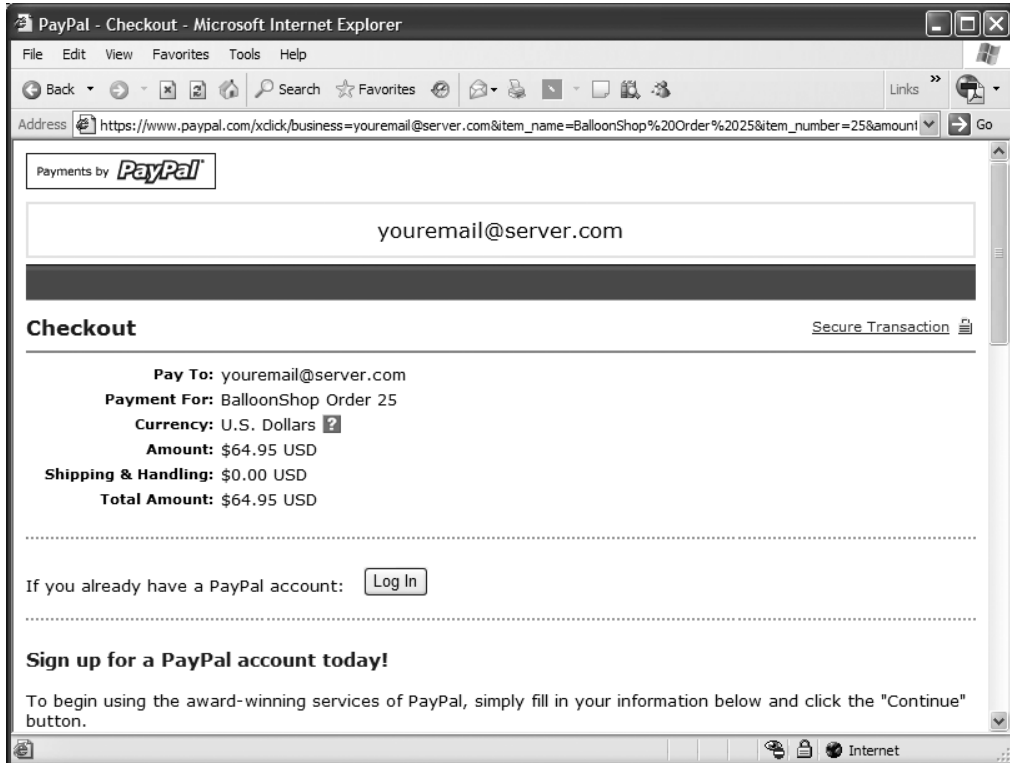 PayPal - Checkout - Microsoft Internet Explorer
File Edit View Favorites Tools Help
Back Search Favorites Links »
Address https://www.paypal.com/xclick/business=youremail@server.com&item_name=BalloonShop%20Order%2025&item_number=25&amount Go
Payments by PayPal
youremail@server.com
Checkout Secure Transaction
Pay To: youremail@server.com
Payment For: BalloonShop Order 25
Currency: U.S. Dollars ?
Amount: $64.95 USD
Shipping & Handling: $0.00 USD
Total Amount: $64.95 USD
If you already have a PayPal account: Log In
Sign up for a PayPal account today!
To begin using the award-winning services of PayPal, simply fill in your information below and click the "Continue"
button.
Internet